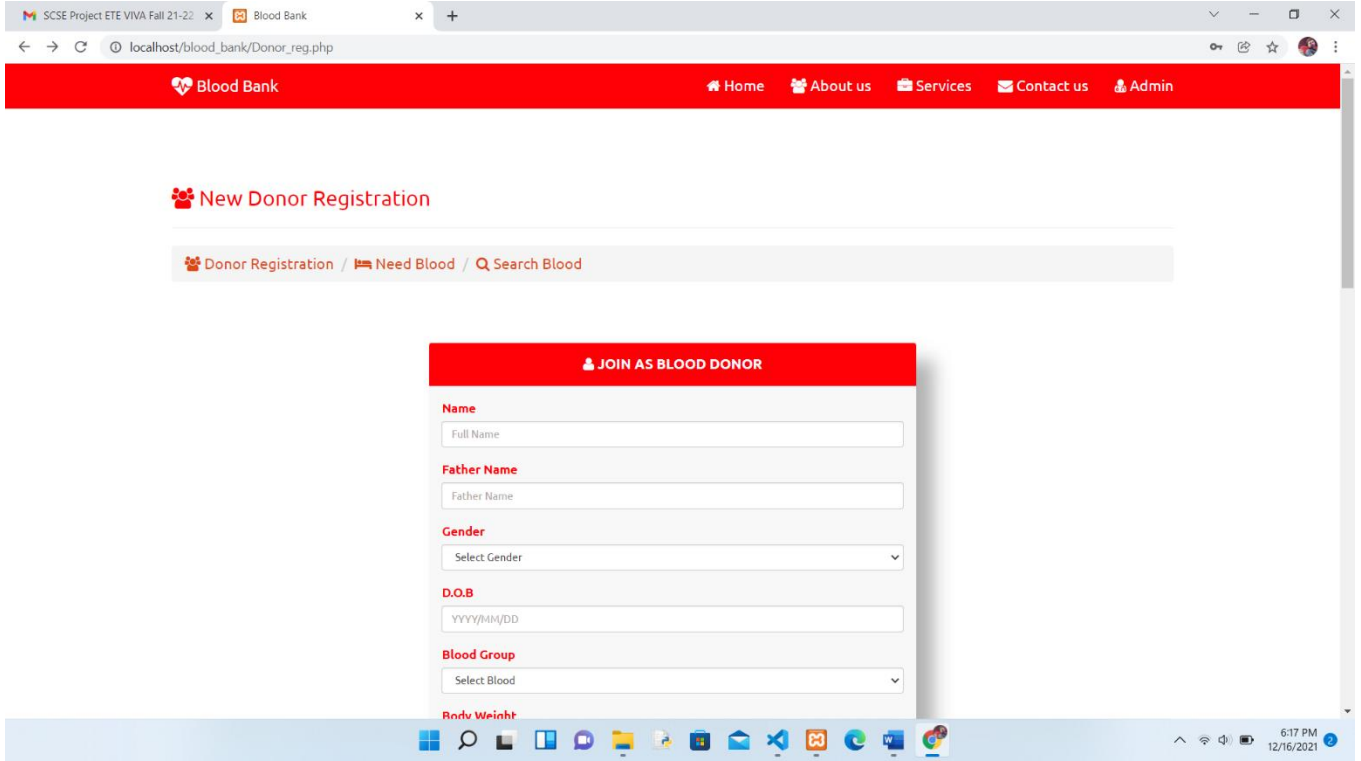 SCSE Project ETE VIVA Fall 21-22
Blood Bank
localhost/blood_bank/Donor_reg.php
Blood Bank Home About us Services Contact us Admin
New Donor Registration
Donor Registration / Need Blood / Search Blood
JOIN AS BLOOD DONOR
Name
Full Name
Father Name
Father Name
Gender
Select Gender
D.O.B
YYYY/MM/DD
Blood Group
Select Blood
Body Weight
6:17 PM
12/16/2021
2